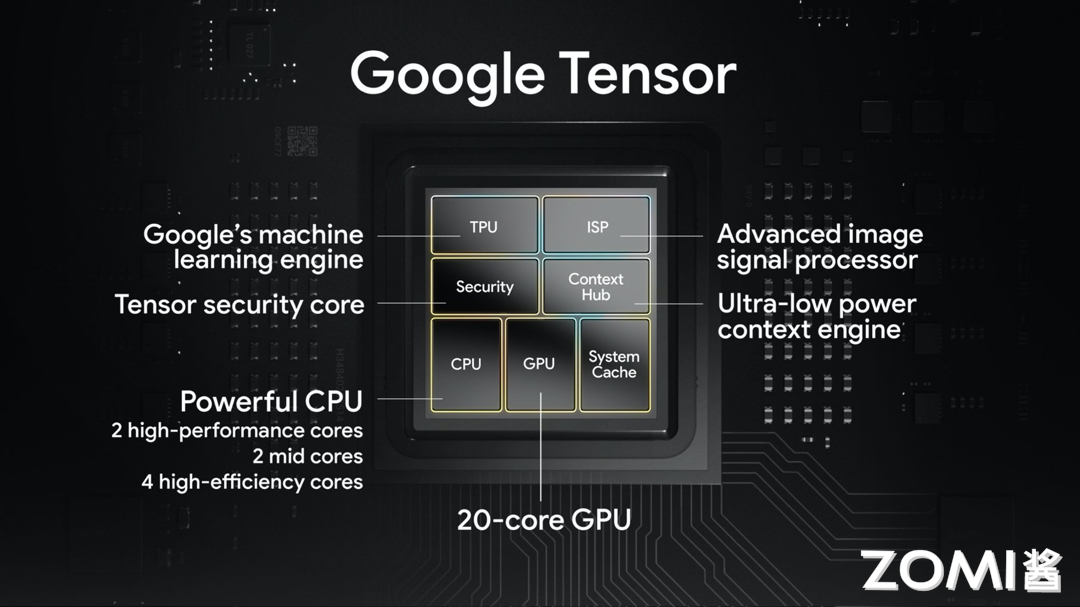 Google Tensor
TPU
ISP
Google's machine
learning engine
Advanced image
signal processor
Security
Context
Hub
Tensor security core
Ultra-low power
context engine
CPU
GPU
System
Cache
Powerful CPU
2 high-performance cores
2 mid cores
4 high-efficiency cores
20-core GPU
ZOMI酱